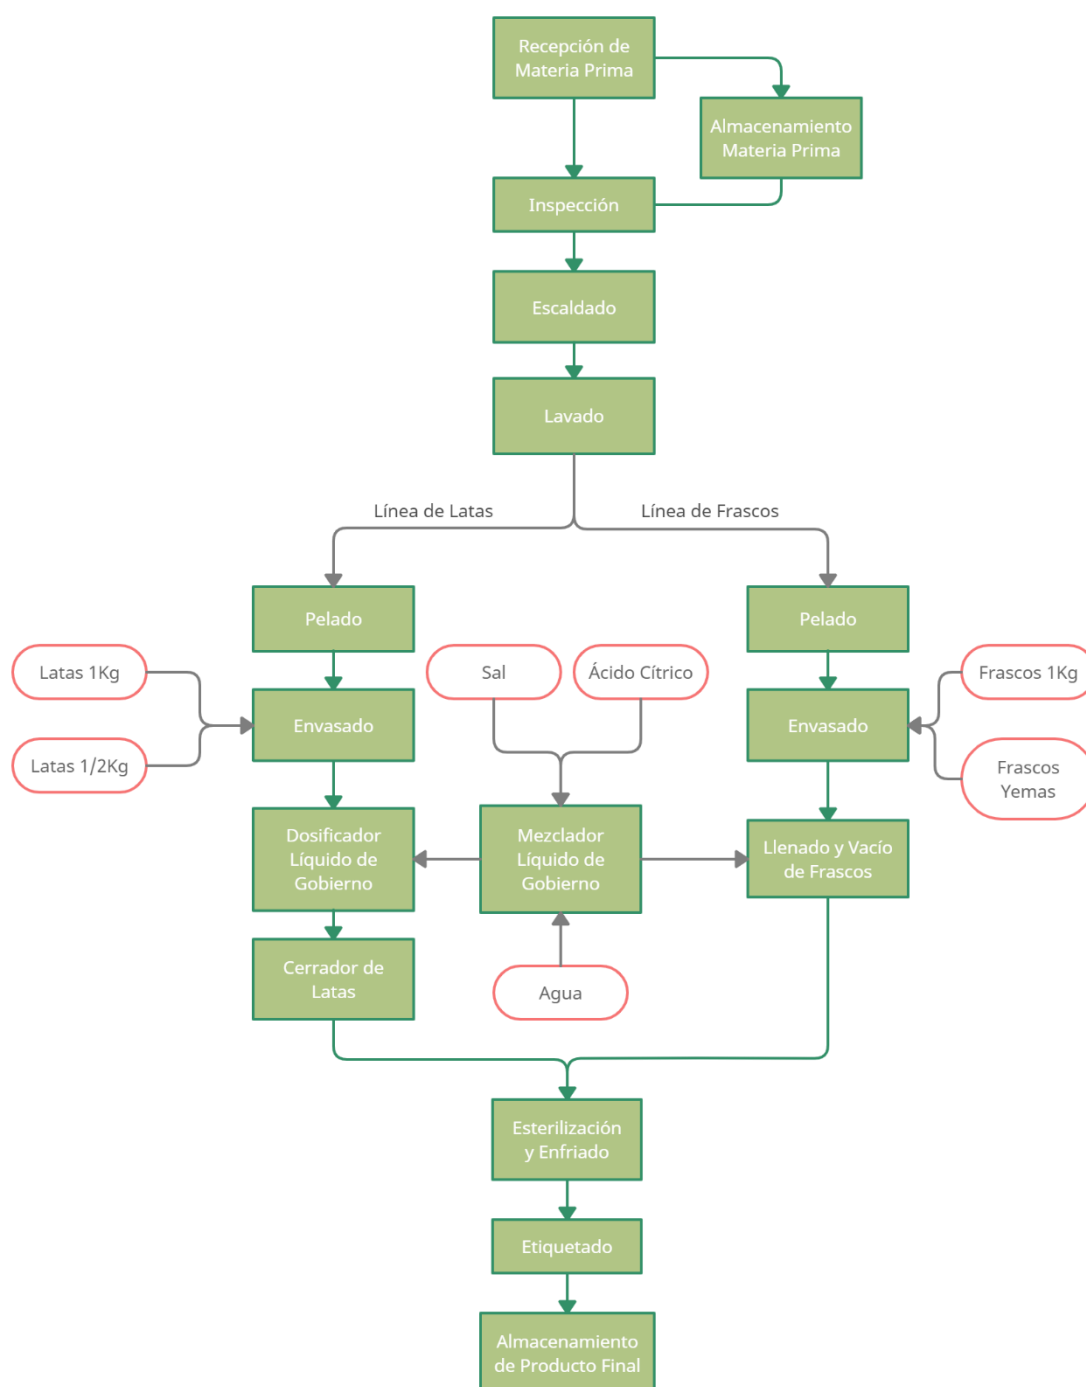 Recepción de
Materia Prima
Almacenamiento
Materia Prima
Inspección
Escaldado
Lavado
Línea de Latas
Línea de Frascos
Pelado
Pelado
Latas 1Kg
Sal
Ácido Cítrico
Frascos 1Kg
Envasado
Envasado
Latas 1/2Kg
Frascos
Yemas
Dosificador
Líquido de
Gobierno
Mezclador
Líquido de
Gobierno
Llenado y Vacío
de Frascos
Cerrador de
Latas
Agua
Esterilización
y Enfriado
Etiquetado
Almacenamiento
de Producto Final